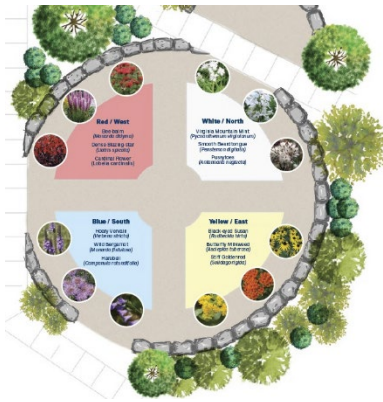 Red / West
Bee balm
(Monarda didyma)
Dense Blazing-star
(Liatris spicata)
Cardinal Flower
(Lobelia cardinalis)
White / North
Virginia Mountain Mint
(Pycnanthemum virginianum)
Smooth Beardtongue
(Penstemon digitalis)
Pussytoes
(Antennaria neglecta)
Blue / South
Hoary Vervain
(Verbena stricta)
Wild Bergamot
(Monarda fistulosa)
Harebell
(Campanula rotundifolia)
Yellow / East
Black-eyed Susan
(Rudbeckia hirta)
Butterfly Milkweed
(Asclepias tuberosa)
Stiff Goldenrod
(Solidago rigida)